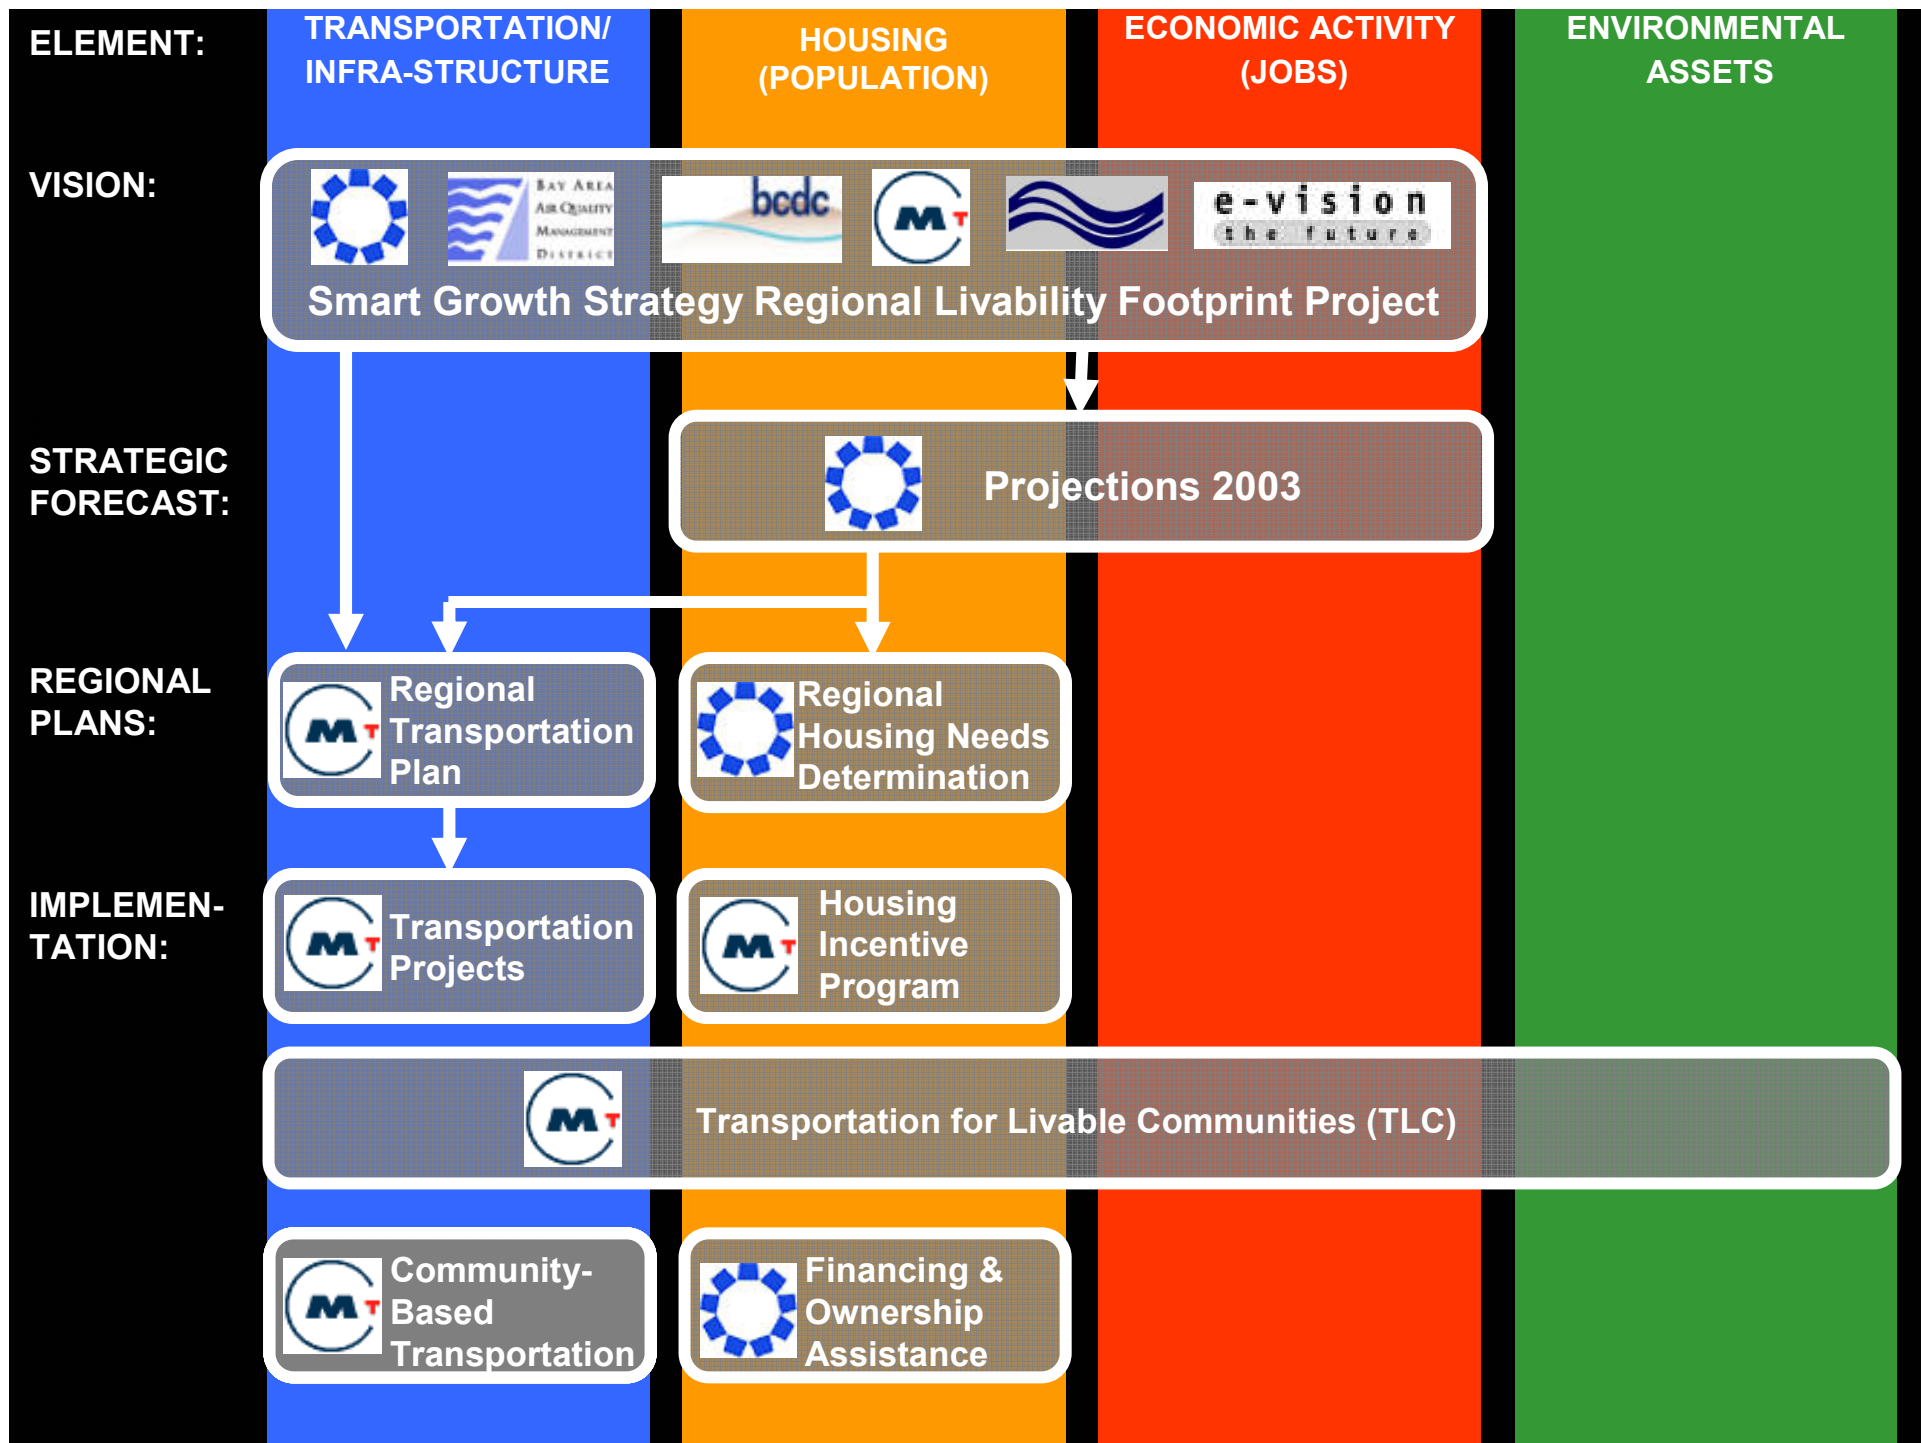 ELEMENT:
TRANSPORTATION/
INFRA-STRUCTURE
HOUSING
(POPULATION)
ECONOMIC ACTIVITY
(JOBS)
ENVIRONMENTAL
ASSETS
VISION:
BAY AREA
AIR QUALITY
MANAGEMENT
DISTRICT
bcdc
M T
e-vision
the future
Smart Growth Strategy Regional Livability Footprint Project
STRATEGIC
FORECAST:
Projections 2003
REGIONAL
PLANS:
M T
Regional
Transportation
Plan
Regional
Housing Needs
Determination
IMPLEMEN-
TATION:
M T
Transportation
Projects
M T
Housing
Incentive
Program
M T
Transportation for Livable Communities (TLC)
M T
Community-
Based
Transportation
Financing &
Ownership
Assistance